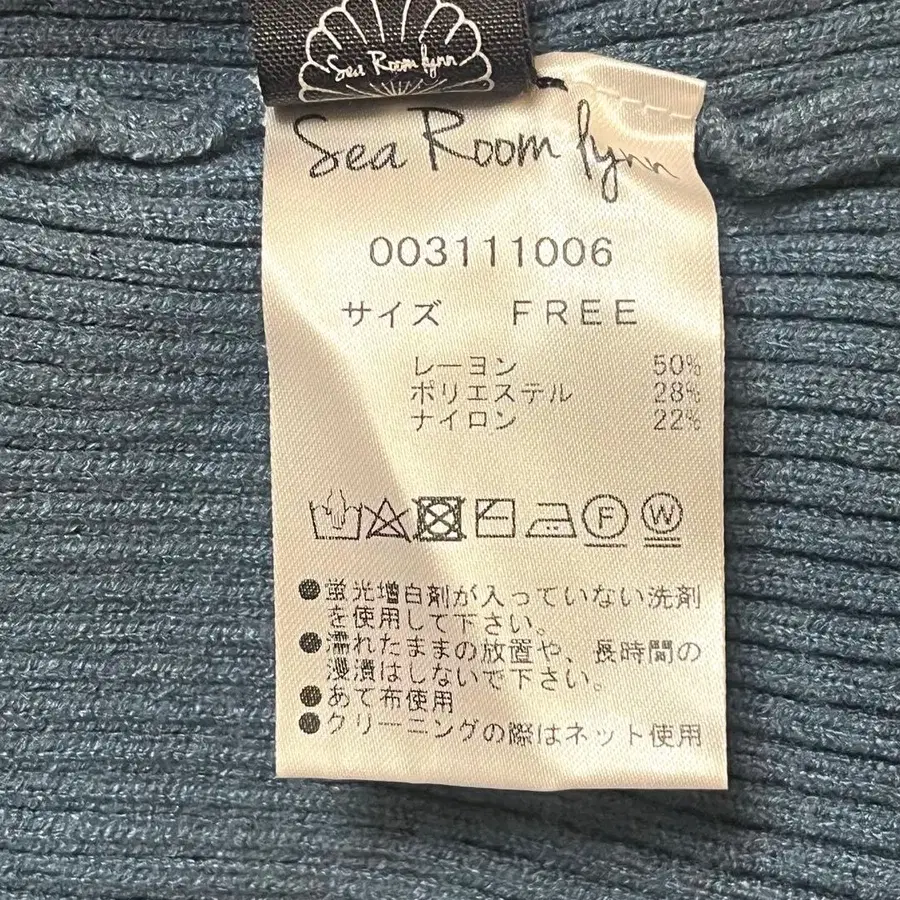 Sea Room lynn
Sea Room lynn
003111006
サイズ FREE
レーヨン 50%
ポリエステル 28%
ナイロン 22%
F W
●蛍光増白剤が入っていない洗剤
を使用して下さい。
●濡れたままの放置や、長時間の
浸漬はしないで下さい。
●あて布使用
●クリーニングの際はネット使用